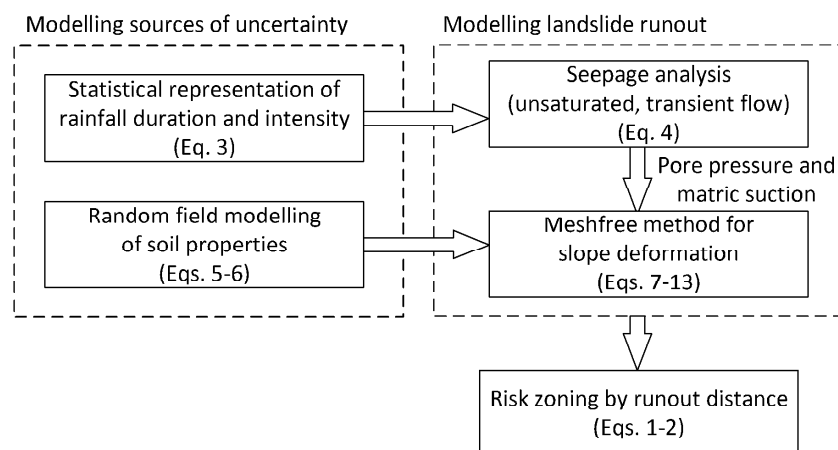 Modelling sources of uncertainty
Statistical representation of
rainfall duration and intensity
(Eq. 3)
Random field modelling
of soil properties
(Eqs. 5-6)
Modelling landslide runout
Seepage analysis
(unsaturated, transient flow)
(Eq. 4)
Pore pressure and
matric suction
Meshfree method for
slope deformation
(Eqs. 7-13)
Risk zoning by runout distance
(Eqs. 1-2)